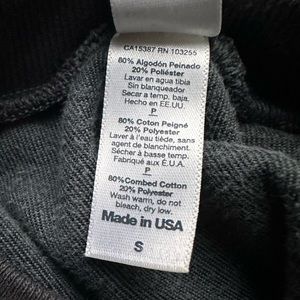 CA15387 RN 103255
80% Algodón Peinado
20% Poliéster
Lavar en agua tibia
Sin blanqueador
Secar a temp. baja.
Hecho en EE.UU.
P
80% Coton Peigné
20% Polyester
Laver à l'eau tiède, sans
agent de blanchiment.
Sécher à basse temp.
Fabriqué aux É.U.A.
P
80%Combed Cotton
20% Polyester
Wash warm, do not
bleach, dry low.
Made in USA
S